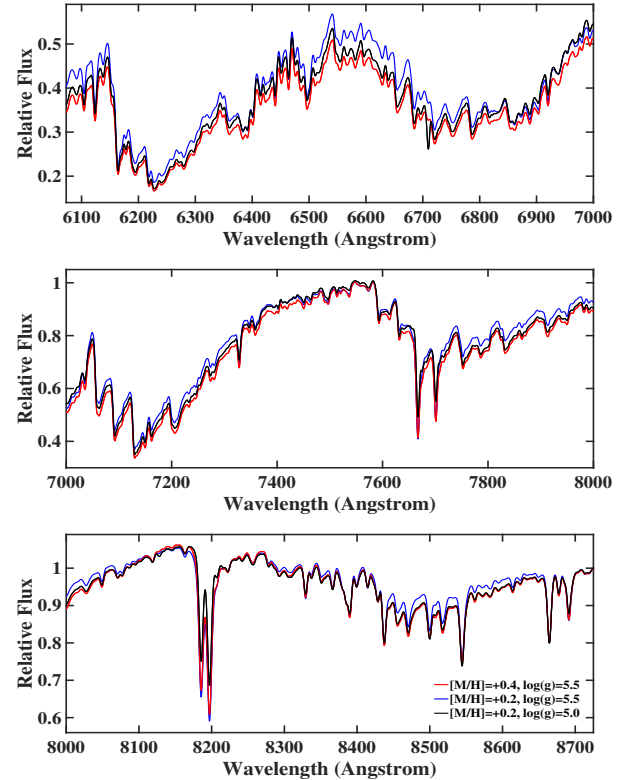 0.5
0.4
0.3
0.2
Relative Flux
6100 6200 6300 6400 6500 6600 6700 6800 6900 7000
Wavelength (Angstrom)
1
0.8
0.6
0.4
Relative Flux
7000 7200 7400 7600 7800 8000
Wavelength (Angstrom)
1
0.9
0.8
0.7
0.6
Relative Flux
[M/H]=+0.4, log(g)=5.5
[M/H]=+0.2, log(g)=5.5
[M/H]=+0.2, log(g)=5.0
8000 8100 8200 8300 8400 8500 8600 8700
Wavelength (Angstrom)